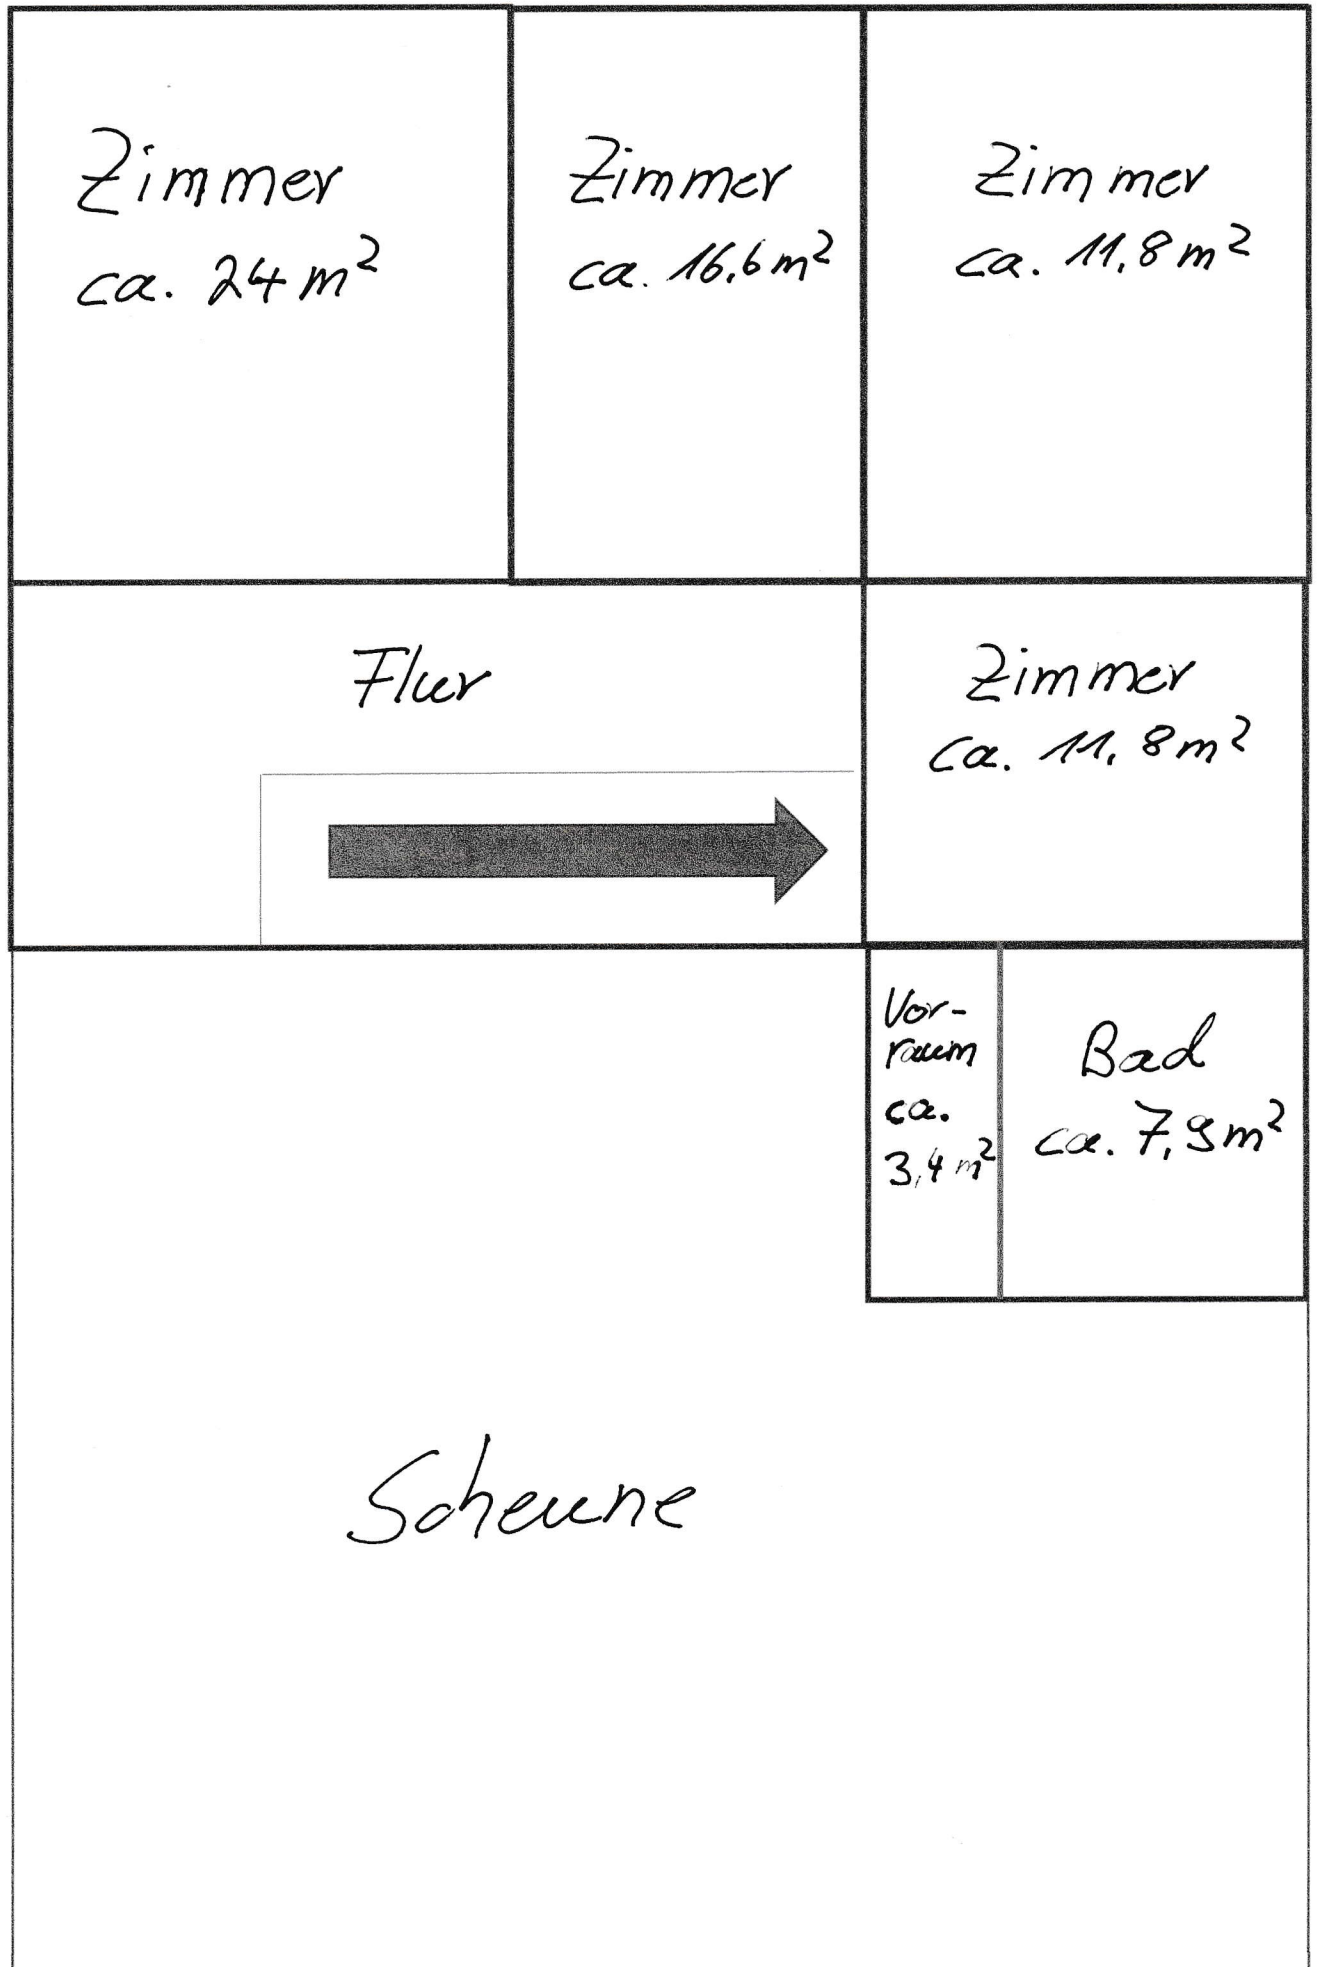 Zimmer
ca. 24 m²
Zimmer
ca. 16,6 m²
Zimmer
ca. 11,8 m²
Flur
Zimmer
ca. 11,8 m²
Vor-
raum
ca.
3,4 m²
Bad
ca. 7,9 m²
Scheune